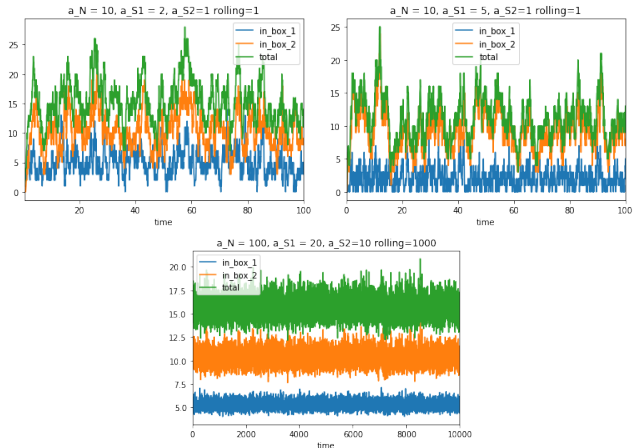 a_N = 10, a_S1 = 2, a_S2=1 rolling=1
in_box_1
in_box_2
total
25
20
15
10
5
0
20
40
60
80
100
time
a_N = 10, a_S1 = 5, a_S2=1 rolling=1
in_box_1
in_box_2
total
25
20
15
10
5
0
0
20
40
60
80
100
time
a_N = 100, a_S1 = 20, a_S2=10 rolling=1000
in_box_1
in_box_2
total
20.0
17.5
15.0
12.5
10.0
7.5
5.0
0
2000
4000
6000
8000
10000
time